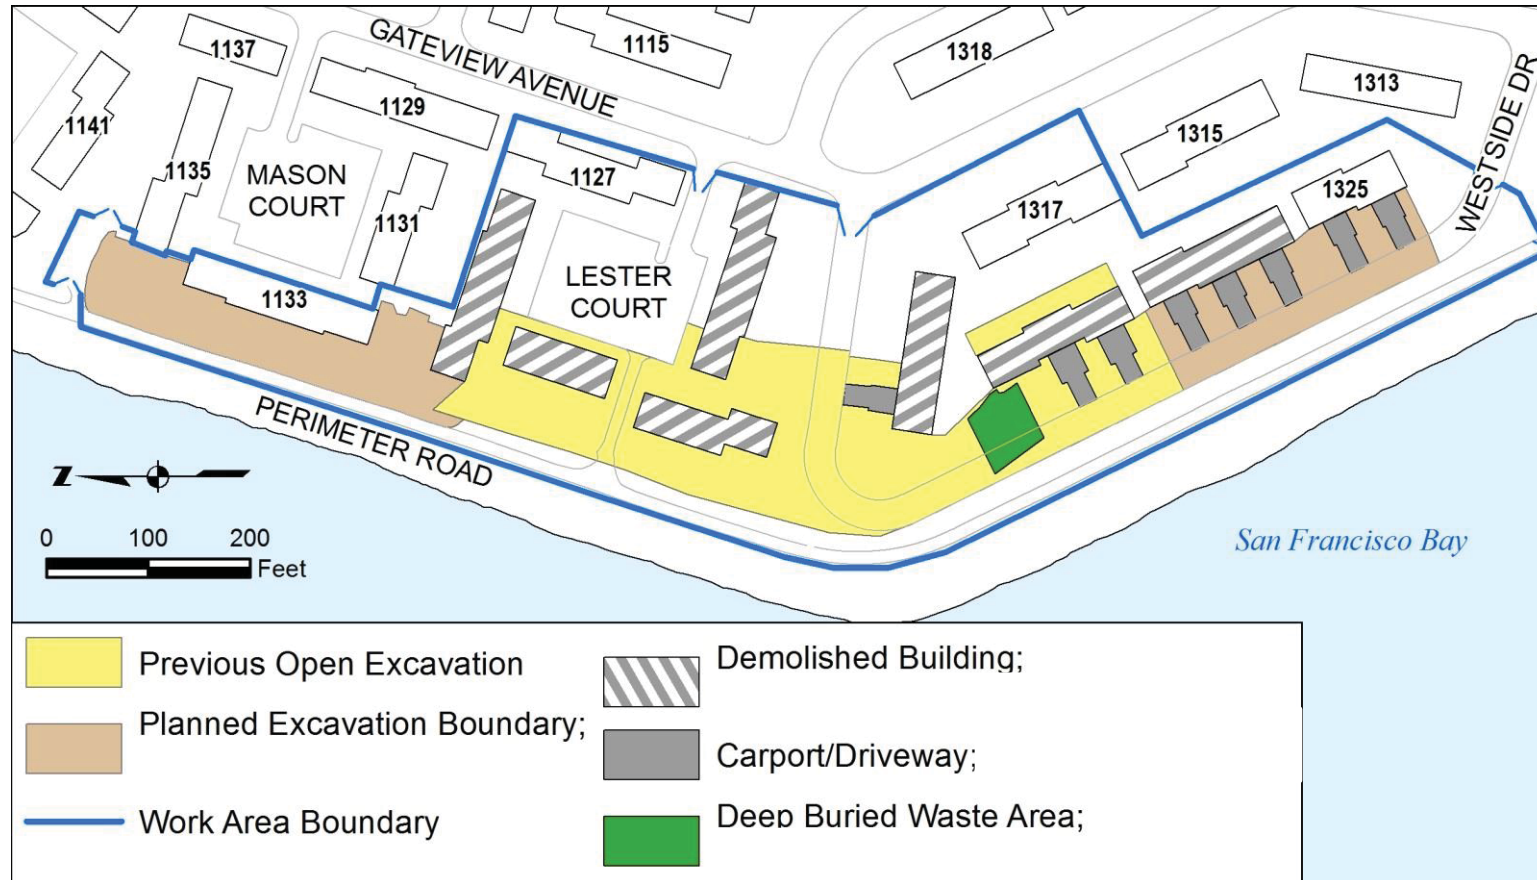 1137
GATEVIEW AVENUE
1115
1318
1313
WESTSIDE DR
1141
1129
1315
1135
MASON
COURT
1127
1325
1131
1317
LESTER
COURT
1133
PERIMETER ROAD
Z
0 100 200
Feet
San Francisco Bay
Previous Open Excavation
Planned Excavation Boundary;
Work Area Boundary
Demolished Building;
Carport/Driveway;
Deep Buried Waste Area;